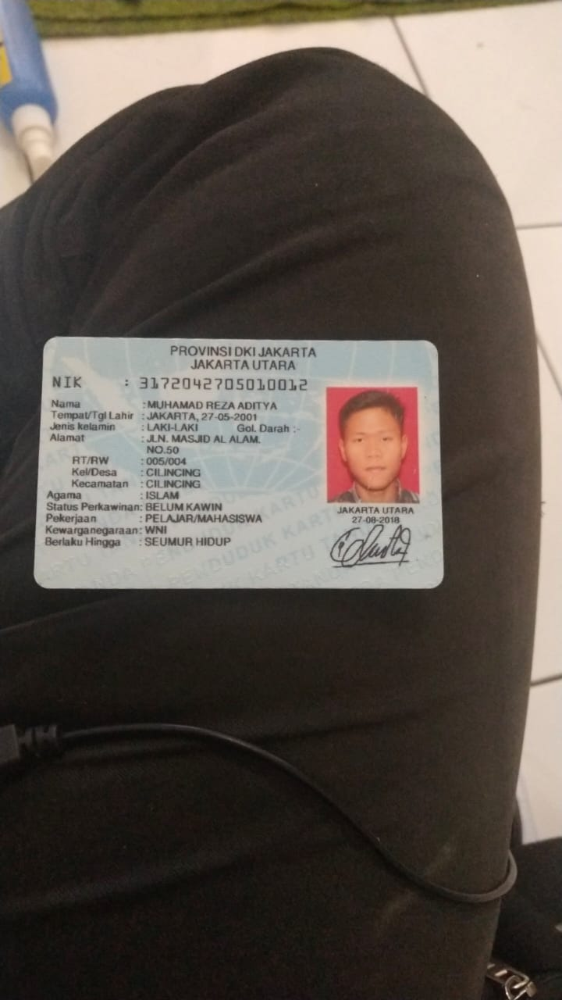 PROVINSI DKI JAKARTA
JAKARTA UTARA
NIK : 3172042705010012
Nama : MUHAMAD REZA ADITYA
Tempat/Tgl Lahir : JAKARTA, 27-05-2001
Jenis kelamin : LAKI-LAKI Gol. Darah :-
Alamat : JLN. MASJID AL ALAM.
NO.50
RT/RW : 005/004
Kel/Desa : CILINCING
Kecamatan : CILINCING
Agama : ISLAM
Status Perkawinan: BELUM KAWIN
Pekerjaan : PELAJAR/MAHASISWA
Kewarganegaraan: WNI
Berlaku Hingga : SEUMUR HIDUP
JAKARTA UTARA
27-08-2018